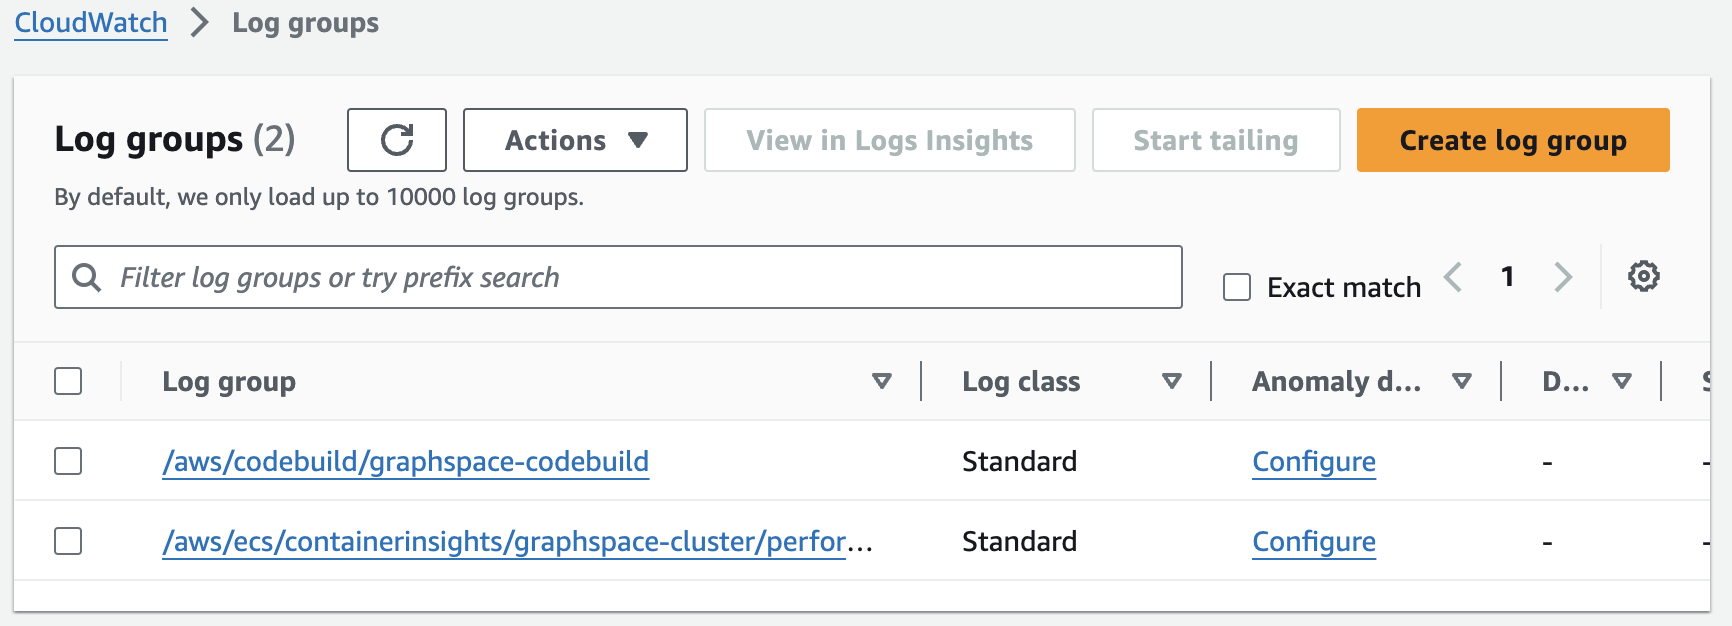 CloudWatch > Log groups
Log groups (2)
Actions
View in Logs Insights
Start tailing
Create log group
By default, we only load up to 10000 log groups.
Filter log groups or try prefix search
Exact match
1
Log group
Log class
Anomaly d...
D...
/aws/codebuild/graphspace-codebuild
Standard
Configure
-
-
/aws/ecs/containerinsights/graphspace-cluster/perfor...
Standard
Configure
-
-